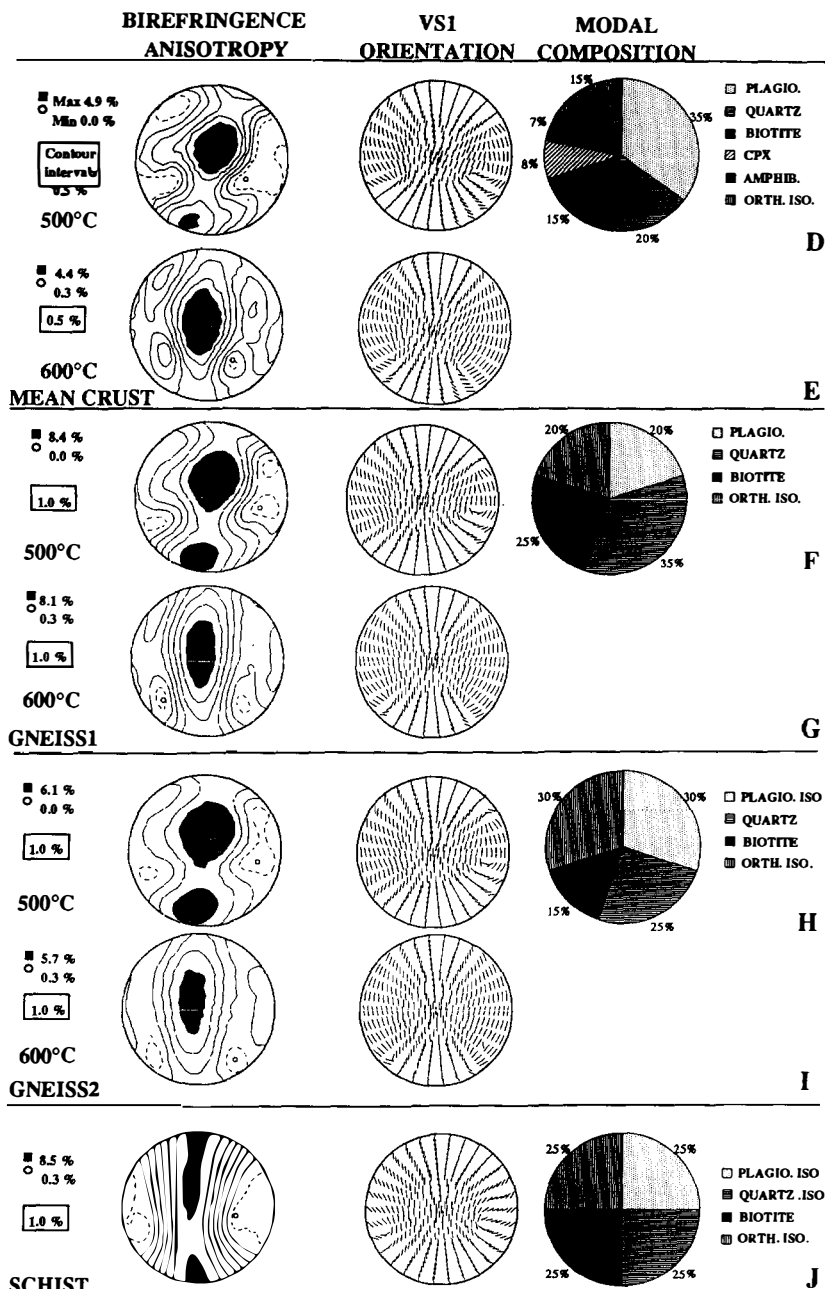 BIREFRINGENCE ANISOTROPY
VS1 ORIENTATION
MODAL COMPOSITION
Max 4.9 %
Min 0.0 %
Contour
interval
0.5 %
500°C
15%
35%
7%
8%
15%
20%
PLAGIO.
QUARTZ
BIOTITE
CPX
AMPHIB.
ORTH. ISO.
D
4.4 %
0.3 %
0.5 %
600°C
MEAN CRUST
E
8.4 %
0.0 %
1.0 %
500°C
20%
20%
25%
35%
PLAGIO.
QUARTZ
BIOTITE
ORTH. ISO.
F
8.1 %
0.3 %
1.0 %
600°C
GNEISS1
G
6.1 %
0.0 %
1.0 %
500°C
30%
30%
15%
25%
PLAGIO. ISO
QUARTZ
BIOTITE
ORTH. ISO.
H
5.7 %
0.3 %
1.0 %
600°C
GNEISS2
I
8.5 %
0.3 %
1.0 %
25%
25%
25%
25%
PLAGIO. ISO
QUARTZ .ISO
BIOTITE
ORTH. ISO.
SCHIST
J